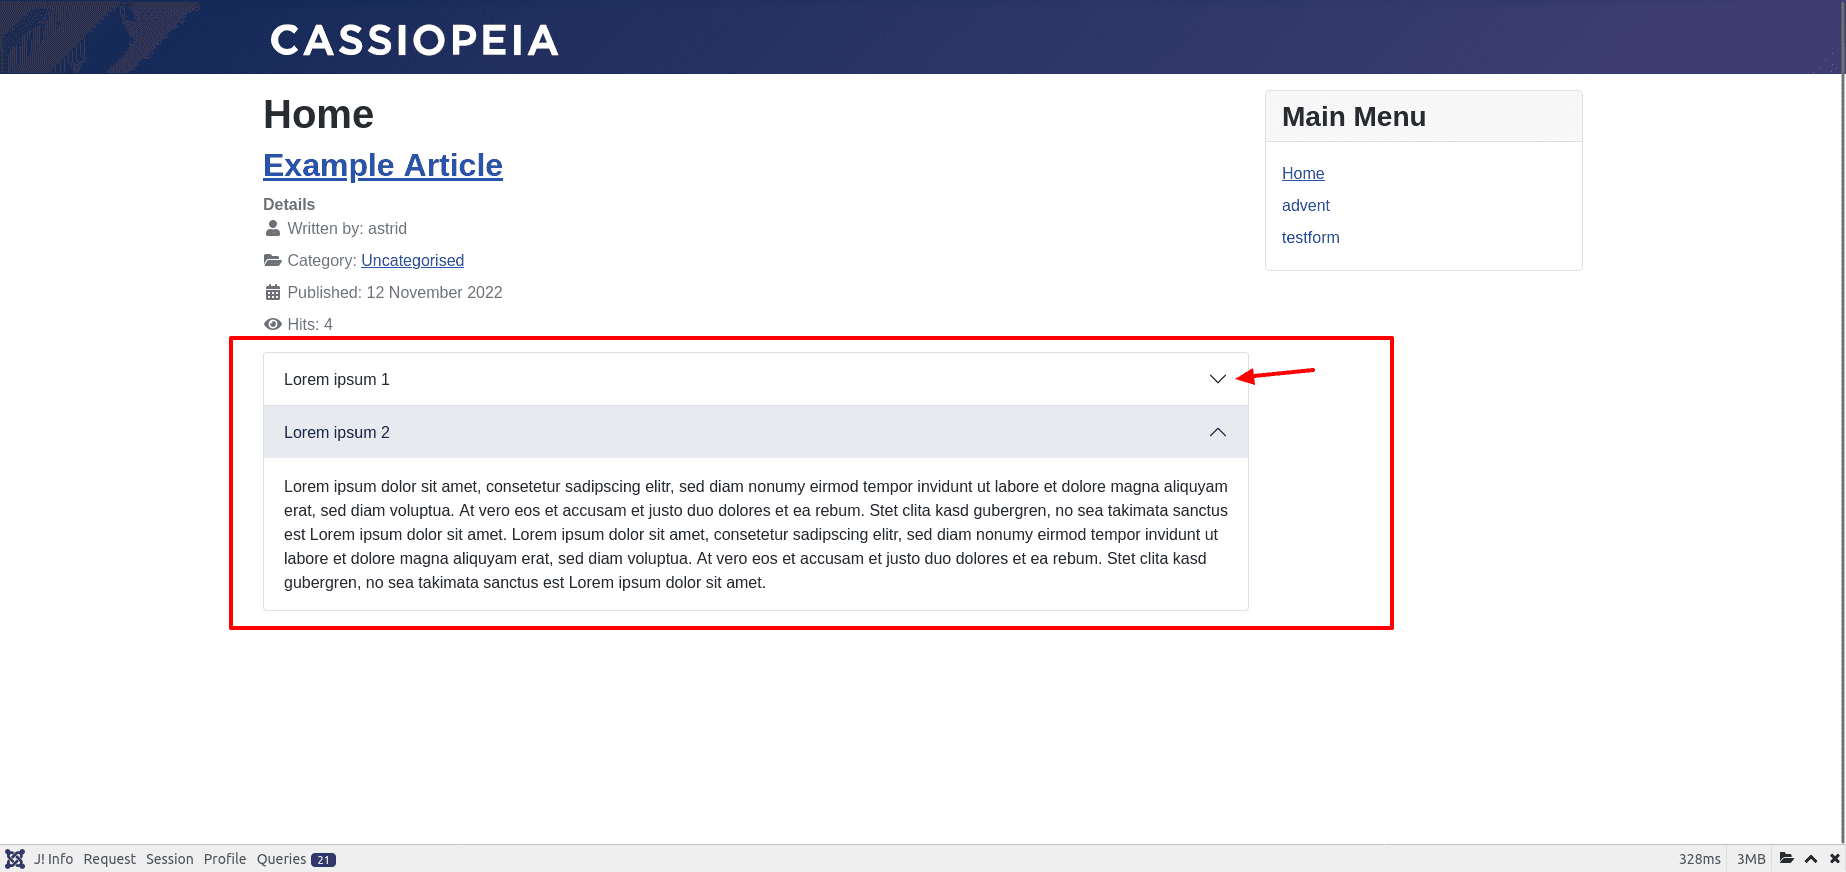 CASSIOPEIA
Home
Example Article
Details
Written by: astrid
Category: Uncategorised
Published: 12 November 2022
Hits: 4
Lorem ipsum 1
Lorem ipsum 2
Lorem ipsum dolor sit amet, consetetur sadipscing elitr, sed diam nonumy eirmod tempor invidunt ut labore et dolore magna aliquyam
erat, sed diam voluptua. At vero eos et accusam et justo duo dolores et ea rebum. Stet clita kasd gubergren, no sea takimata sanctus
est Lorem ipsum dolor sit amet. Lorem ipsum dolor sit amet, consetetur sadipscing elitr, sed diam nonumy eirmod tempor invidunt ut
labore et dolore magna aliquyam erat, sed diam voluptua. At vero eos et accusam et justo duo dolores et ea rebum. Stet clita kasd
gubergren, no sea takimata sanctus est Lorem ipsum dolor sit amet.
Main Menu
Home
advent
testform
J! Info Request Session Profile Queries 21
328ms 3MB